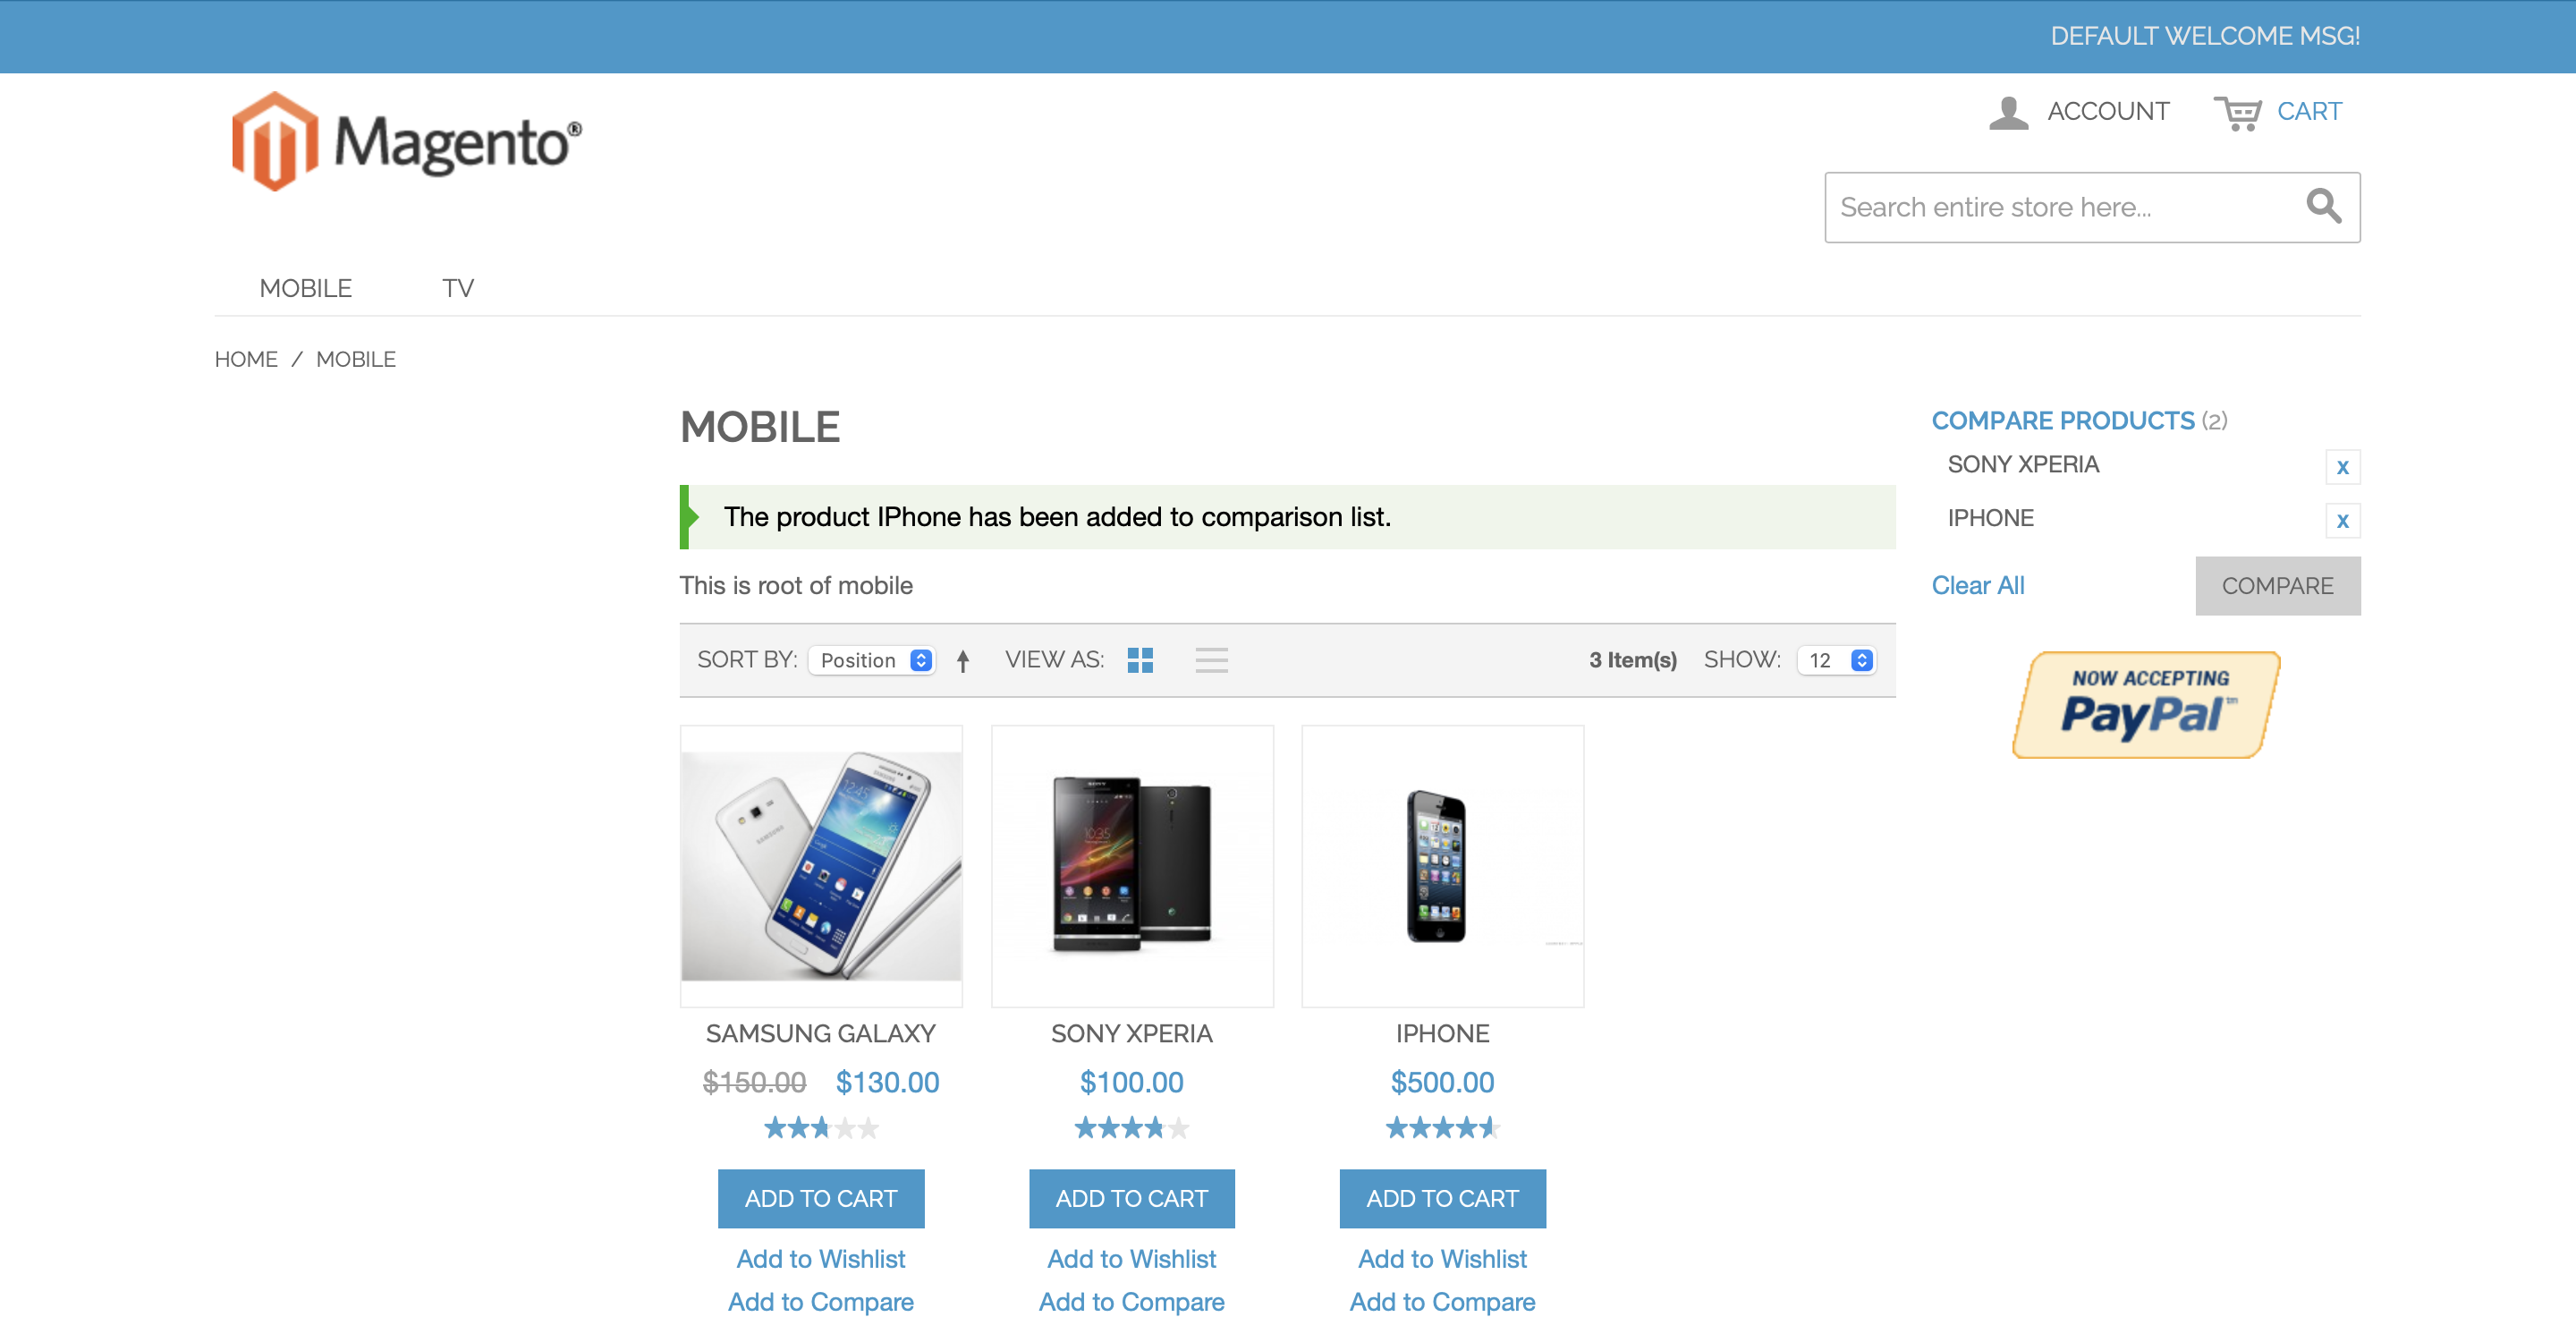 DEFAULT WELCOME MSG!
Magento®
ACCOUNT CART
Search entire store here...
MOBILE TV
HOME / MOBILE
MOBILE
The product IPhone has been added to comparison list.
This is root of mobile
SORT BY: Position VIEW AS: 3 Item(s) SHOW: 12
SAMSUNG GALAXY
$150.00 $130.00
ADD TO CART
Add to Wishlist
Add to Compare
SONY XPERIA
$100.00
ADD TO CART
Add to Wishlist
Add to Compare
IPHONE
$500.00
ADD TO CART
Add to Wishlist
Add to Compare
COMPARE PRODUCTS (2)
SONY XPERIA x
IPHONE x
Clear All COMPARE
NOW ACCEPTING
PayPal™